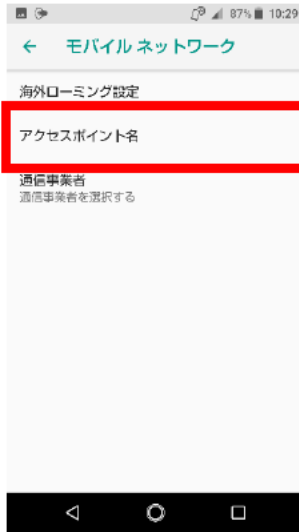 87% 10:29
モバイル ネットワーク
海外ローミング設定
アクセスポイント名
通信事業者
通信事業者を選択する